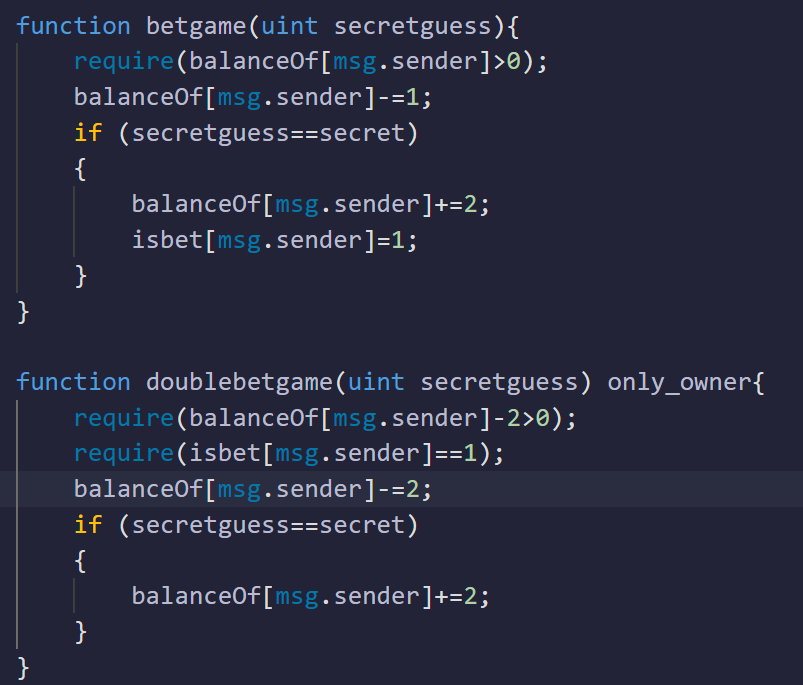 function betgame(uint secretguess){
    require(balanceOf[msg.sender]>0);
    balanceOf[msg.sender]-=1;
    if (secretguess==secret)
    {
        balanceOf[msg.sender]+=2;
        isbet[msg.sender]=1;
    }
}

function doublebetgame(uint secretguess) only_owner{
    require(balanceOf[msg.sender]-2>0);
    require(isbet[msg.sender]==1);
    balanceOf[msg.sender]-=2;
    if (secretguess==secret)
    {
        balanceOf[msg.sender]+=2;
    }
}